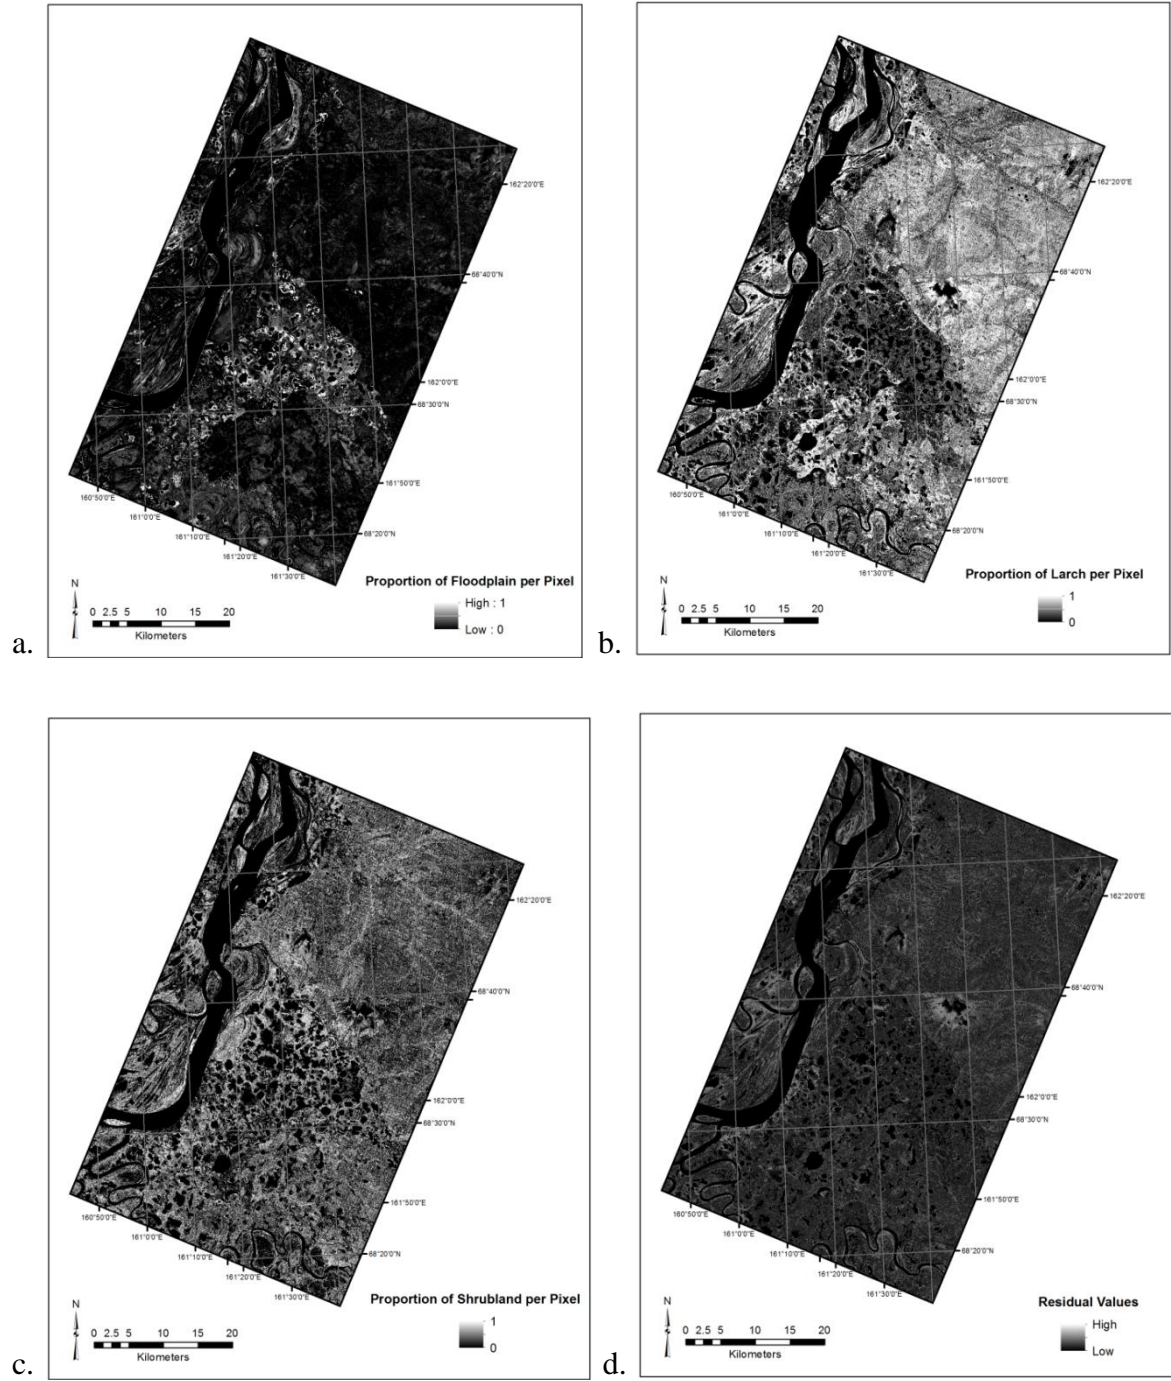 162°20'0"E
68°40'0"N
162°0'0"E
68°30'0"N
161°50'0"E
160°50'0"E
161°0'0"E
161°10'0"E
161°20'0"E
161°30'0"E
68°20'0"N
Proportion of Floodplain per Pixel
High : 1
Low : 0
N
0 2.5 5 10 15 20
Kilometers
a.
162°20'0"E
68°40'0"N
162°0'0"E
68°30'0"N
161°50'0"E
160°50'0"E
161°0'0"E
161°10'0"E
161°20'0"E
161°30'0"E
68°20'0"N
Proportion of Larch per Pixel
1
0
N
0 2.5 5 10 15 20
Kilometers
b.
162°20'0"E
68°40'0"N
162°0'0"E
68°30'0"N
161°50'0"E
160°50'0"E
161°0'0"E
161°10'0"E
161°20'0"E
161°30'0"E
68°20'0"N
Proportion of Shrubland per Pixel
1
0
N
0 2.5 5 10 15 20
Kilometers
c.
162°20'0"E
68°40'0"N
162°0'0"E
68°30'0"N
161°50'0"E
160°50'0"E
161°0'0"E
161°10'0"E
161°20'0"E
161°30'0"E
68°20'0"N
Residual Values
High
Low
N
0 2.5 5 10 15 20
Kilometers
d.